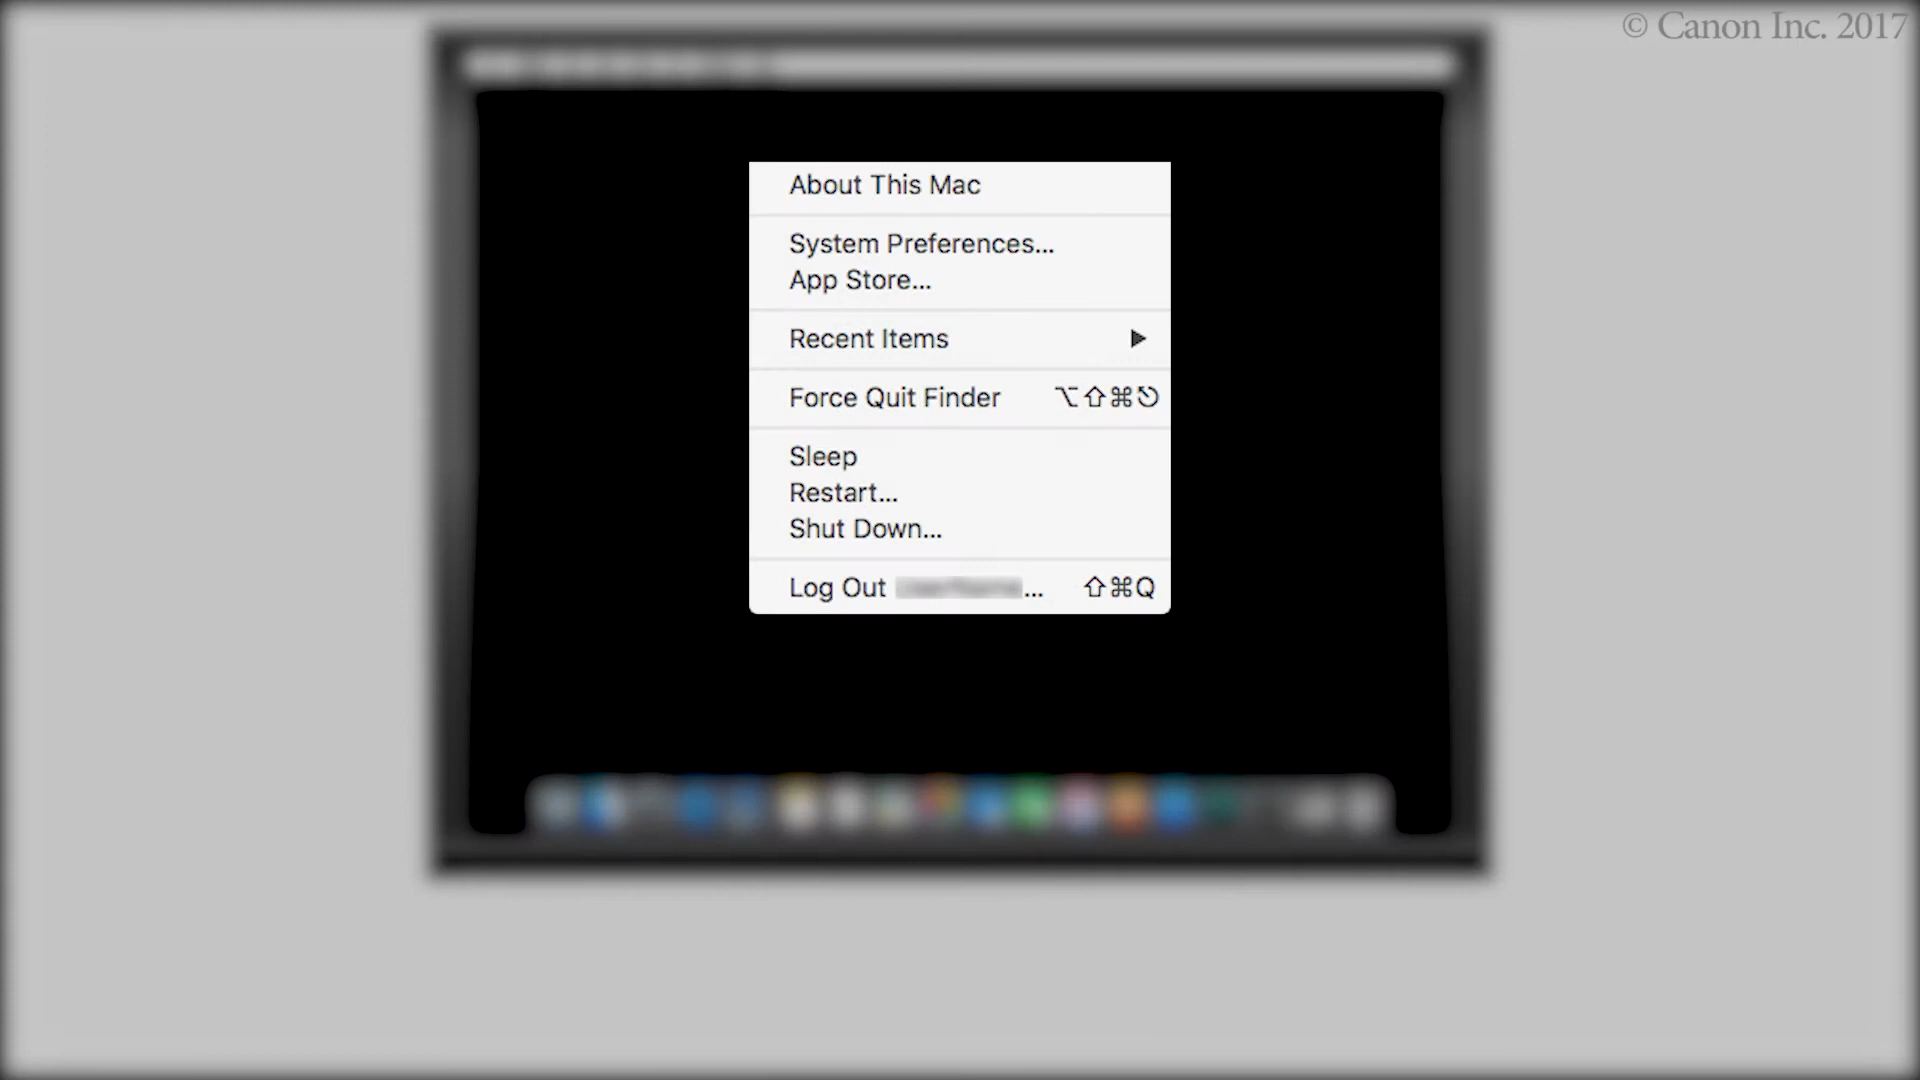 © Canon Inc. 2017
About This Mac
System Preferences...
App Store...
Recent Items ▶
Force Quit Finder ⌥⇧⌘⎋
Sleep
Restart...
Shut Down...
Log Out ... ⇧⌘Q